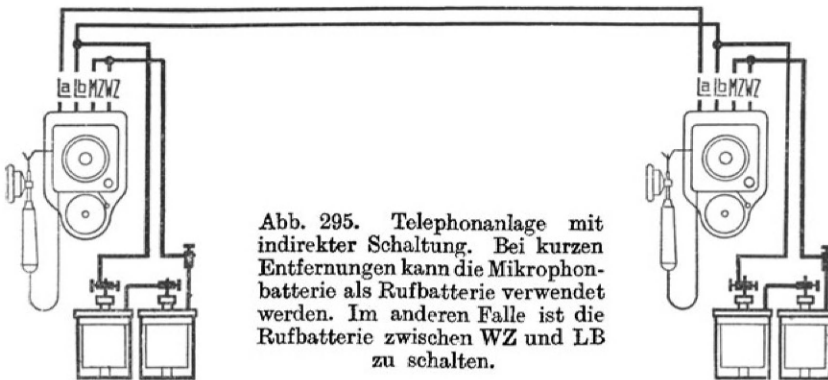 La Lb MZ WZ
La Lb MZ WZ
Abb. 295. Telephonanlage mit
indirekter Schaltung. Bei kurzen
Entfernungen kann die Mikrophon-
batterie als Rufbatterie verwendet
werden. Im anderen Falle ist die
Rufbatterie zwischen WZ und LB
zu schalten.